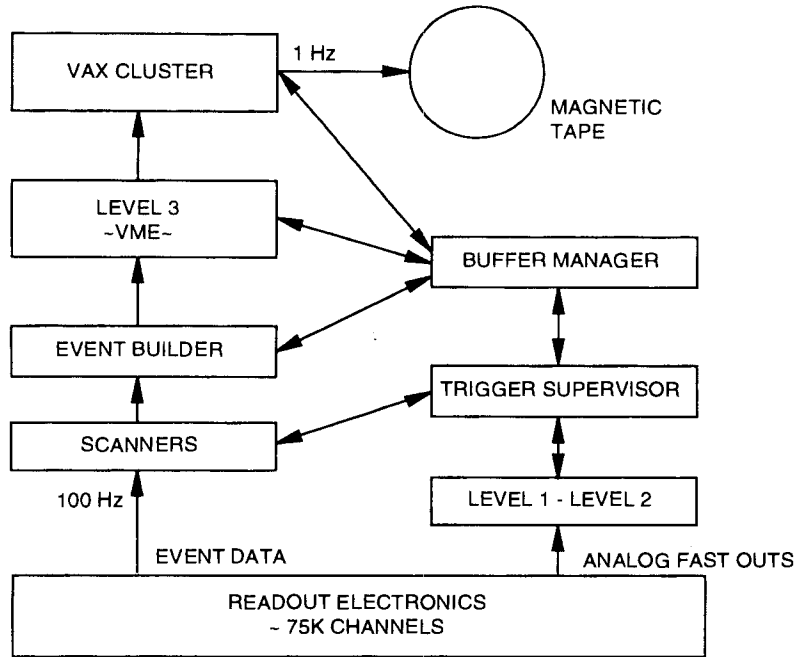 VAX CLUSTER
1 Hz
MAGNETIC
TAPE
LEVEL 3
~VME~
BUFFER MANAGER
EVENT BUILDER
TRIGGER SUPERVISOR
SCANNERS
100 Hz
LEVEL 1 - LEVEL 2
EVENT DATA
ANALOG FAST OUTS
READOUT ELECTRONICS
~ 75K CHANNELS